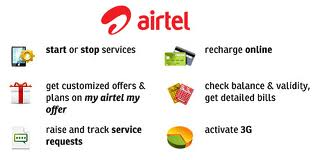 airtel
start or stop services
recharge online
get customized offers &
plans on my airtel my
offer
check balance & validity,
get detailed bills
raise and track service
requests
activate 3G